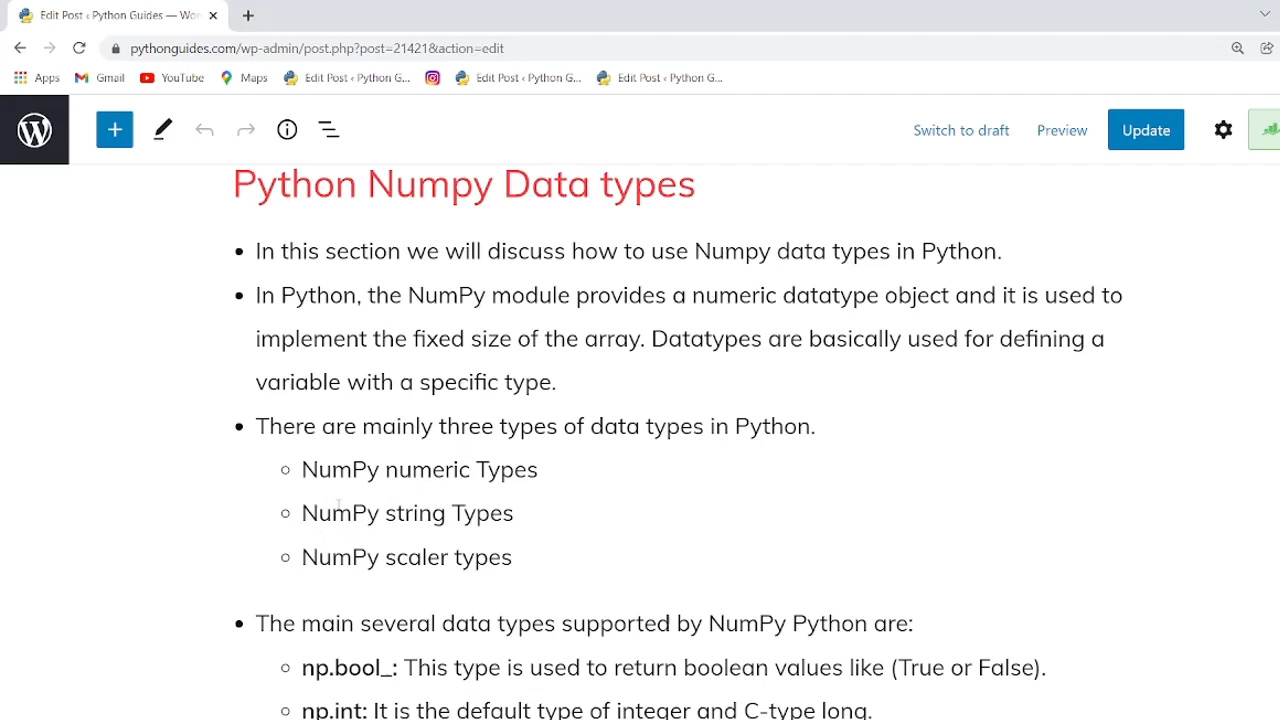 Edit Post ‹ Python Guides — Wor
pythonguides.com/wp-admin/post.php?post=21421&action=edit
Apps Gmail YouTube Maps Edit Post ‹ Python G... Edit Post ‹ Python G... Edit Post ‹ Python G...
Switch to draft Preview Update
Python Numpy Data types
• In this section we will discuss how to use Numpy data types in Python.
• In Python, the NumPy module provides a numeric datatype object and it is used to
implement the fixed size of the array. Datatypes are basically used for defining a
variable with a specific type.
• There are mainly three types of data types in Python.
◦ NumPy numeric Types
◦ NumPy string Types
◦ NumPy scaler types
• The main several data types supported by NumPy Python are:
◦ np.bool_: This type is used to return boolean values like (True or False).
◦ np.int: It is the default type of integer and C-type long.